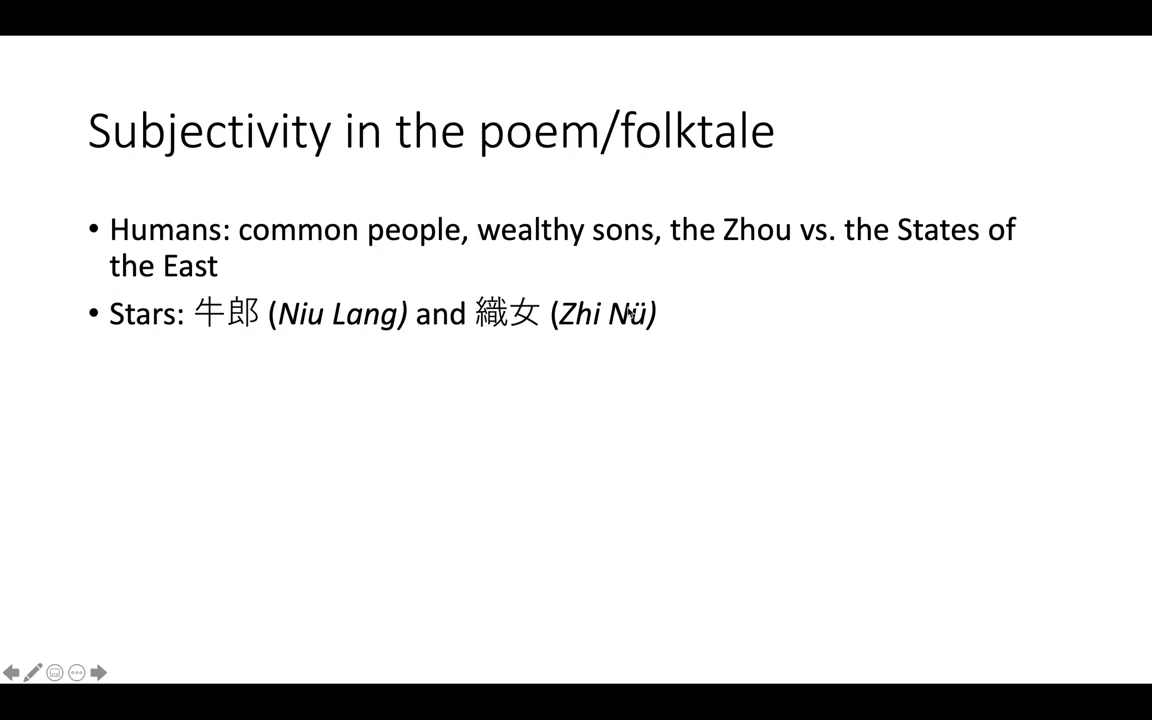 Subjectivity in the poem/folktale
• Humans: common people, wealthy sons, the Zhou vs. the States of
the East
• Stars: 牛郎 (Niu Lang) and 織女 (Zhi Nü)